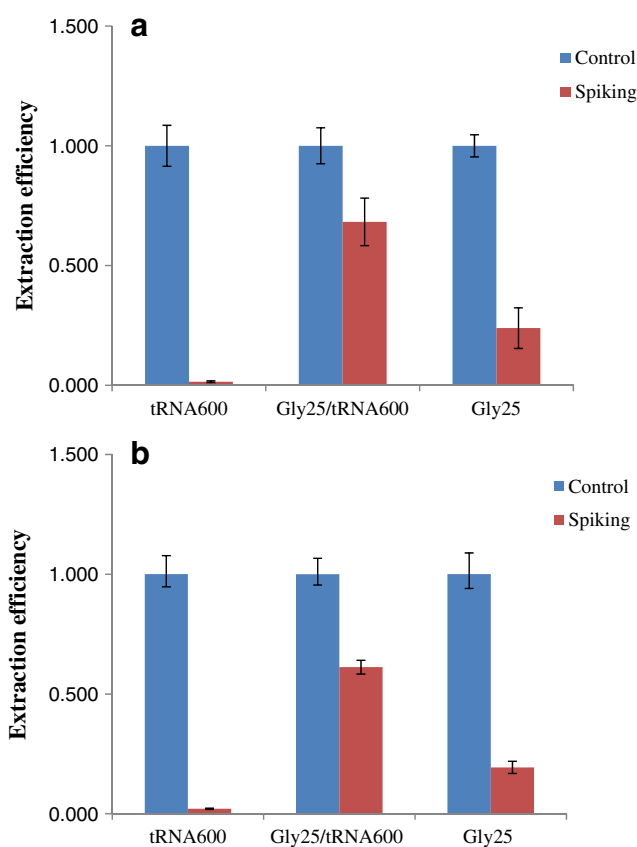 a
1.500
1.000
0.500
0.000
Extraction efficiency
Control
Spiking
tRNA600 Gly25/tRNA600 Gly25
b
1.500
1.000
0.500
0.000
Extraction efficiency
Control
Spiking
tRNA600 Gly25/tRNA600 Gly25